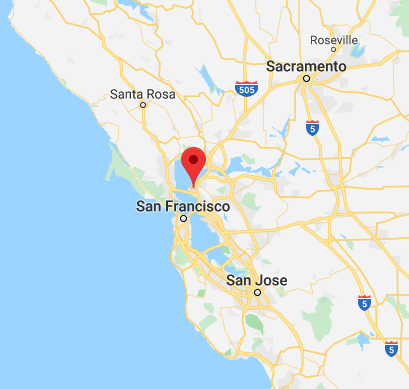 Roseville
Sacramento
Santa Rosa
505
5
San Francisco
San Jose
5
5